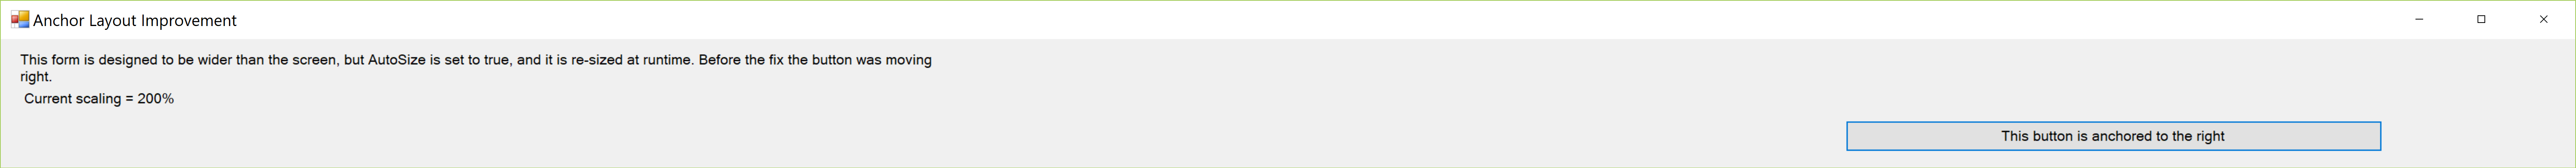 Anchor Layout Improvement
This form is designed to be wider than the screen, but AutoSize is set to true, and it is re-sized at runtime. Before the fix the button was moving
right.
Current scaling = 200%
This button is anchored to the right